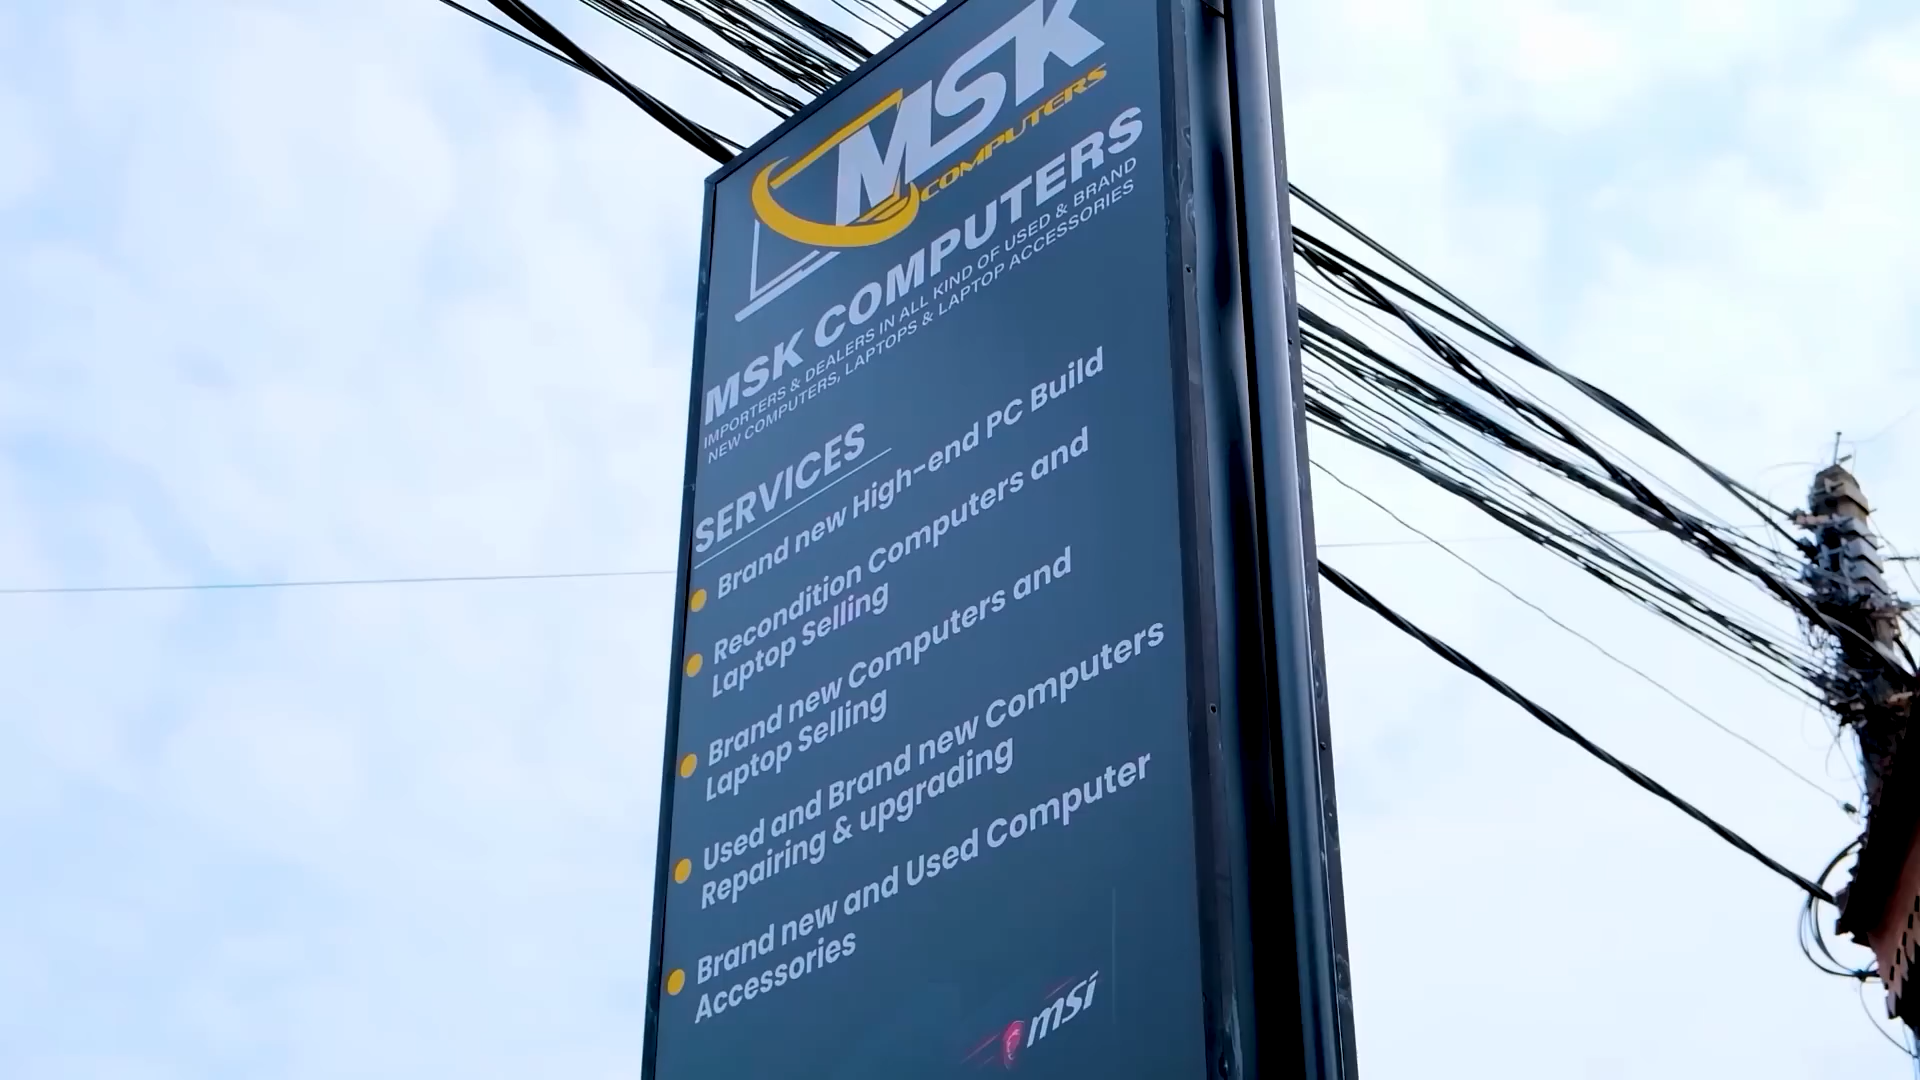 MSK
COMPUTERS
MSK COMPUTERS
IMPORTERS & DEALERS IN ALL KIND OF USED & BRAND
NEW COMPUTERS, LAPTOPS & LAPTOP ACCESSORIES
SERVICES
Brand new High-end PC Build
Recondition Computers and
Laptop Selling
Brand new Computers and
Laptop Selling
Used and Brand new Computers
Repairing & upgrading
Brand new and Used Computer
Accessories
msi